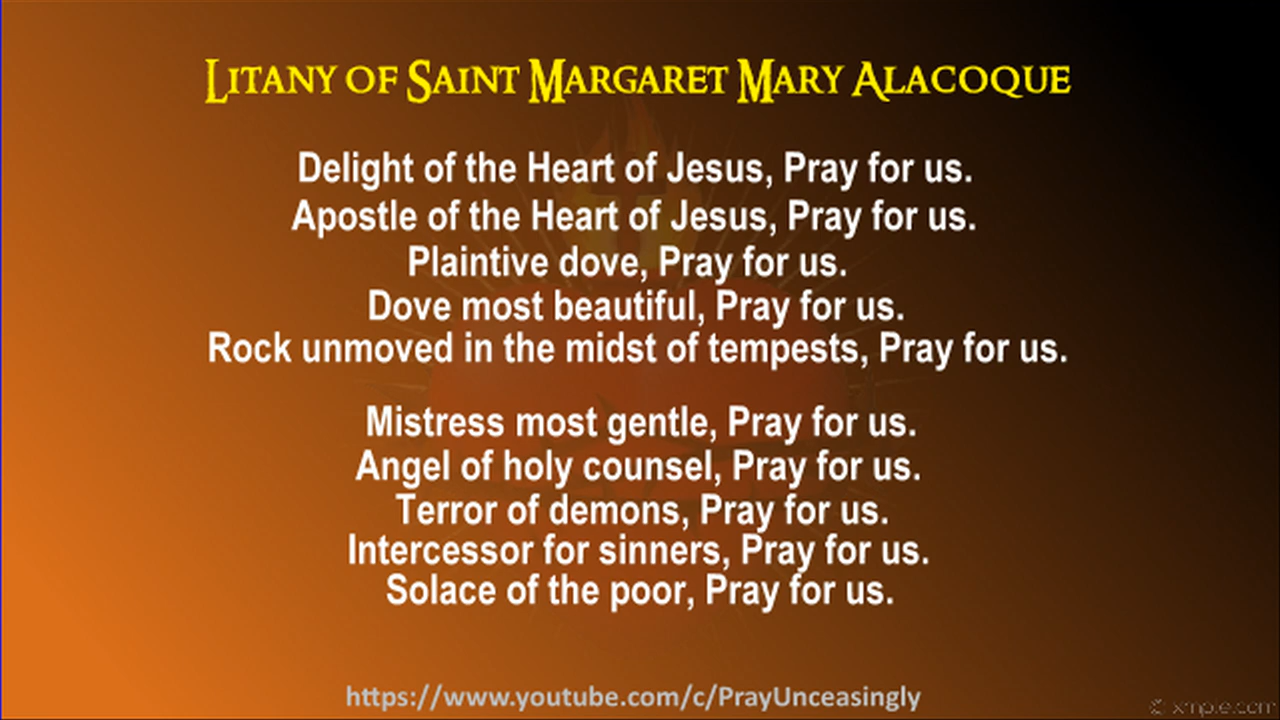 Litany of Saint Margaret Mary Alacoque
Delight of the Heart of Jesus, Pray for us.
Apostle of the Heart of Jesus, Pray for us.
Plaintive dove, Pray for us.
Dove most beautiful, Pray for us.
Rock unmoved in the midst of tempests, Pray for us.
Mistress most gentle, Pray for us.
Angel of holy counsel, Pray for us.
Terror of demons, Pray for us.
Intercessor for sinners, Pray for us.
Solace of the poor, Pray for us.
https://www.youtube.com/c/PrayUnceasingly
© xmple.com